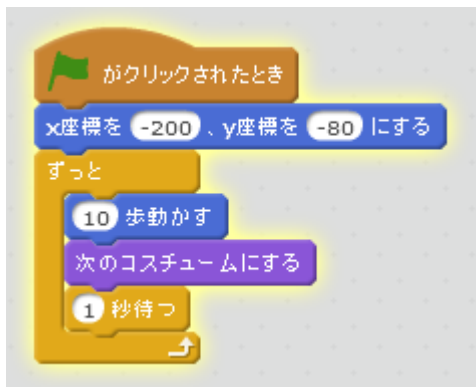 がクリックされたとき
x座標を -200 、y座標を -80 にする
ずっと
10 歩動かす
次のコスチュームにする
1 秒待つ